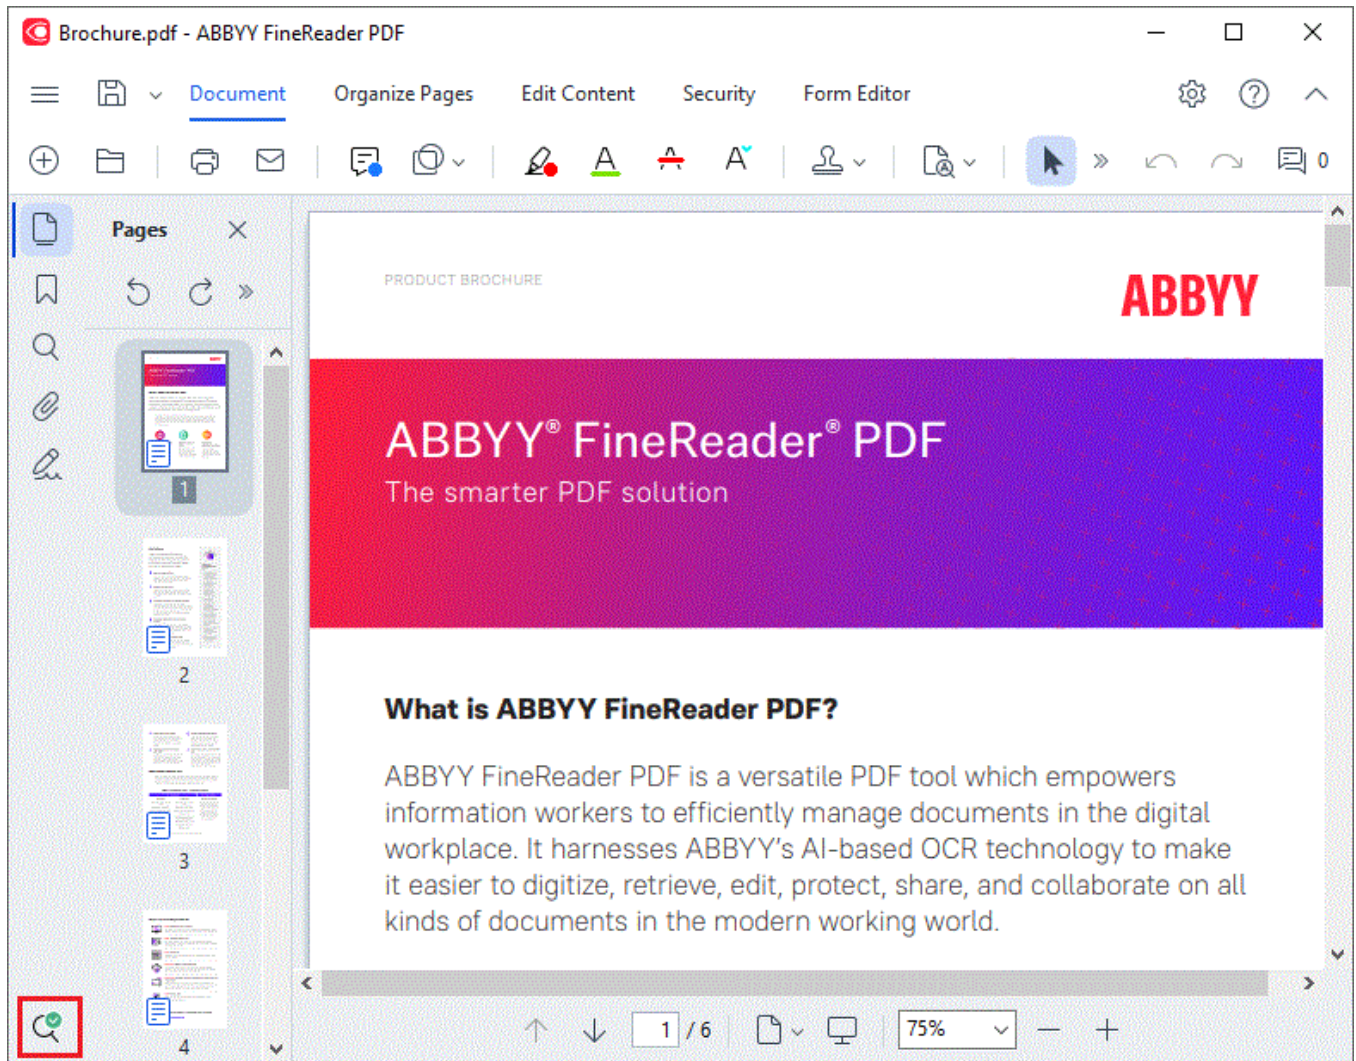 Brochure.pdf - ABBYY FineReader PDF
Document Organize Pages Edit Content Security Form Editor
0
Pages
1
2
3
4
PRODUCT BROCHURE
ABBYY
ABBYY® FineReader® PDF
The smarter PDF solution
What is ABBYY FineReader PDF?
ABBYY FineReader PDF is a versatile PDF tool which empowers
information workers to efficiently manage documents in the digital
workplace. It harnesses ABBYY's AI-based OCR technology to make
it easier to digitize, retrieve, edit, protect, share, and collaborate on all
kinds of documents in the modern working world.
1 / 6 75%